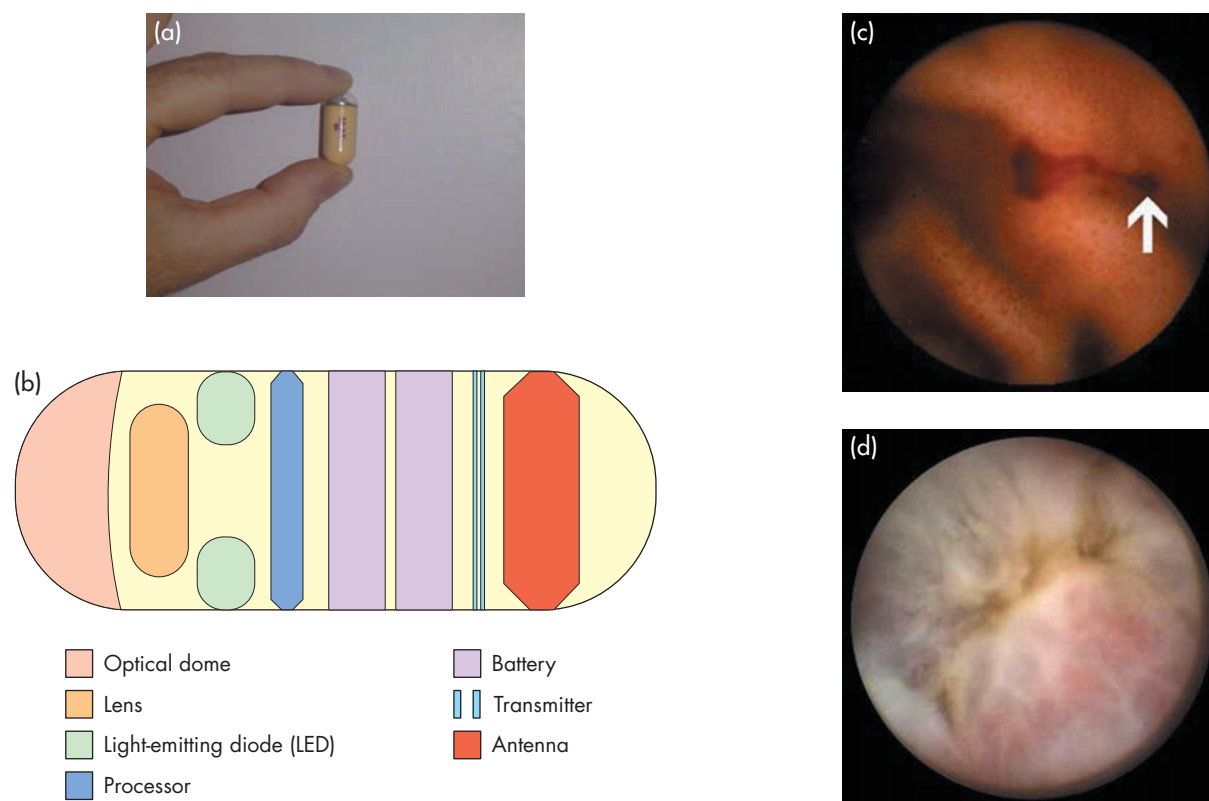 (a)
(b)
Optical dome
Lens
Light-emitting diode (LED)
Processor
Battery
Transmitter
Antenna
(c)
(d)